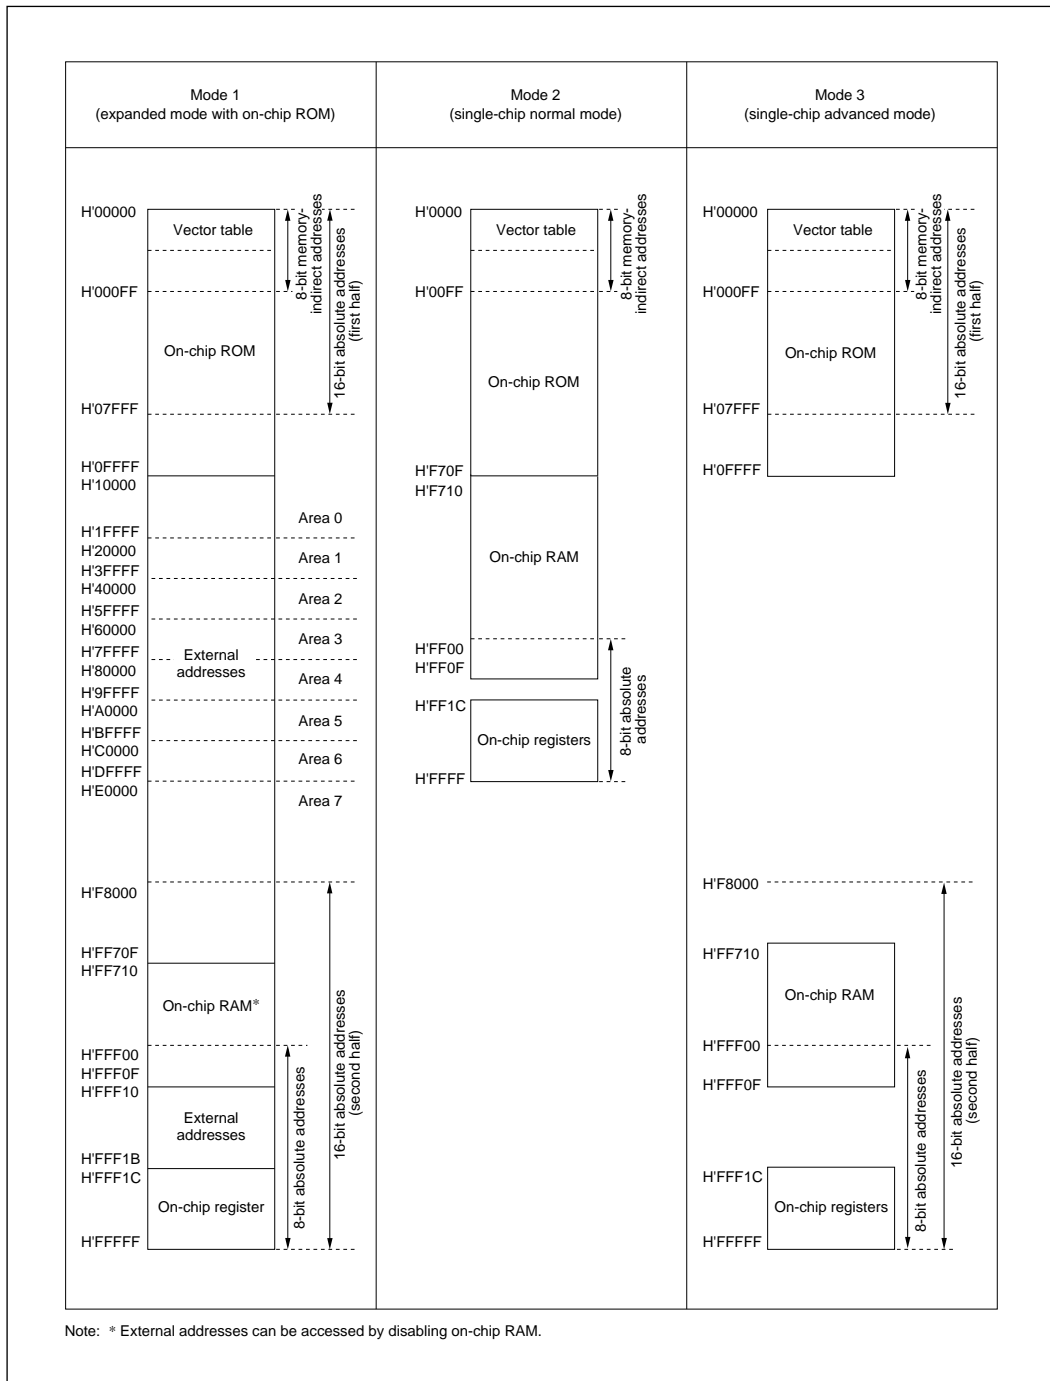 Mode 1
(expanded mode with on-chip ROM)
Mode 2
(single-chip normal mode)
Mode 3
(single-chip advanced mode)
H'00000
Vector table
H'000FF
On-chip ROM
H'07FFF
H'0FFFF
H'10000
H'1FFFF
H'20000
H'3FFFF
H'40000
H'5FFFF
H'60000
H'7FFFF
H'80000
H'9FFFF
H'A0000
H'BFFFF
H'C0000
H'DFFFF
H'E0000
External
addresses
Area 0
Area 1
Area 2
Area 3
Area 4
Area 5
Area 6
Area 7
H'F8000
H'FF70F
H'FF710
On-chip RAM*
H'FFF00
H'FFF0F
H'FFF10
External
addresses
H'FFF1B
H'FFF1C
On-chip register
H'FFFFF
8-bit memory-
indirect addresses
16-bit absolute addresses
(first half)
8-bit absolute addresses
16-bit absolute addresses
(second half)
H'0000
Vector table
H'00FF
On-chip ROM
H'F70F
H'F710
On-chip RAM
H'FF00
H'FF0F
H'FF1C
On-chip registers
H'FFFF
8-bit memory-
indirect addresses
8-bit absolute
addresses
H'00000
Vector table
H'000FF
On-chip ROM
H'07FFF
H'0FFFF
H'F8000
H'FF710
On-chip RAM
H'FFF00
H'FFF0F
H'FFF1C
On-chip registers
H'FFFFF
8-bit memory-
indirect addresses
16-bit absolute addresses
(first half)
8-bit absolute addresses
16-bit absolute addresses
(second half)
Note: * External addresses can be accessed by disabling on-chip RAM.